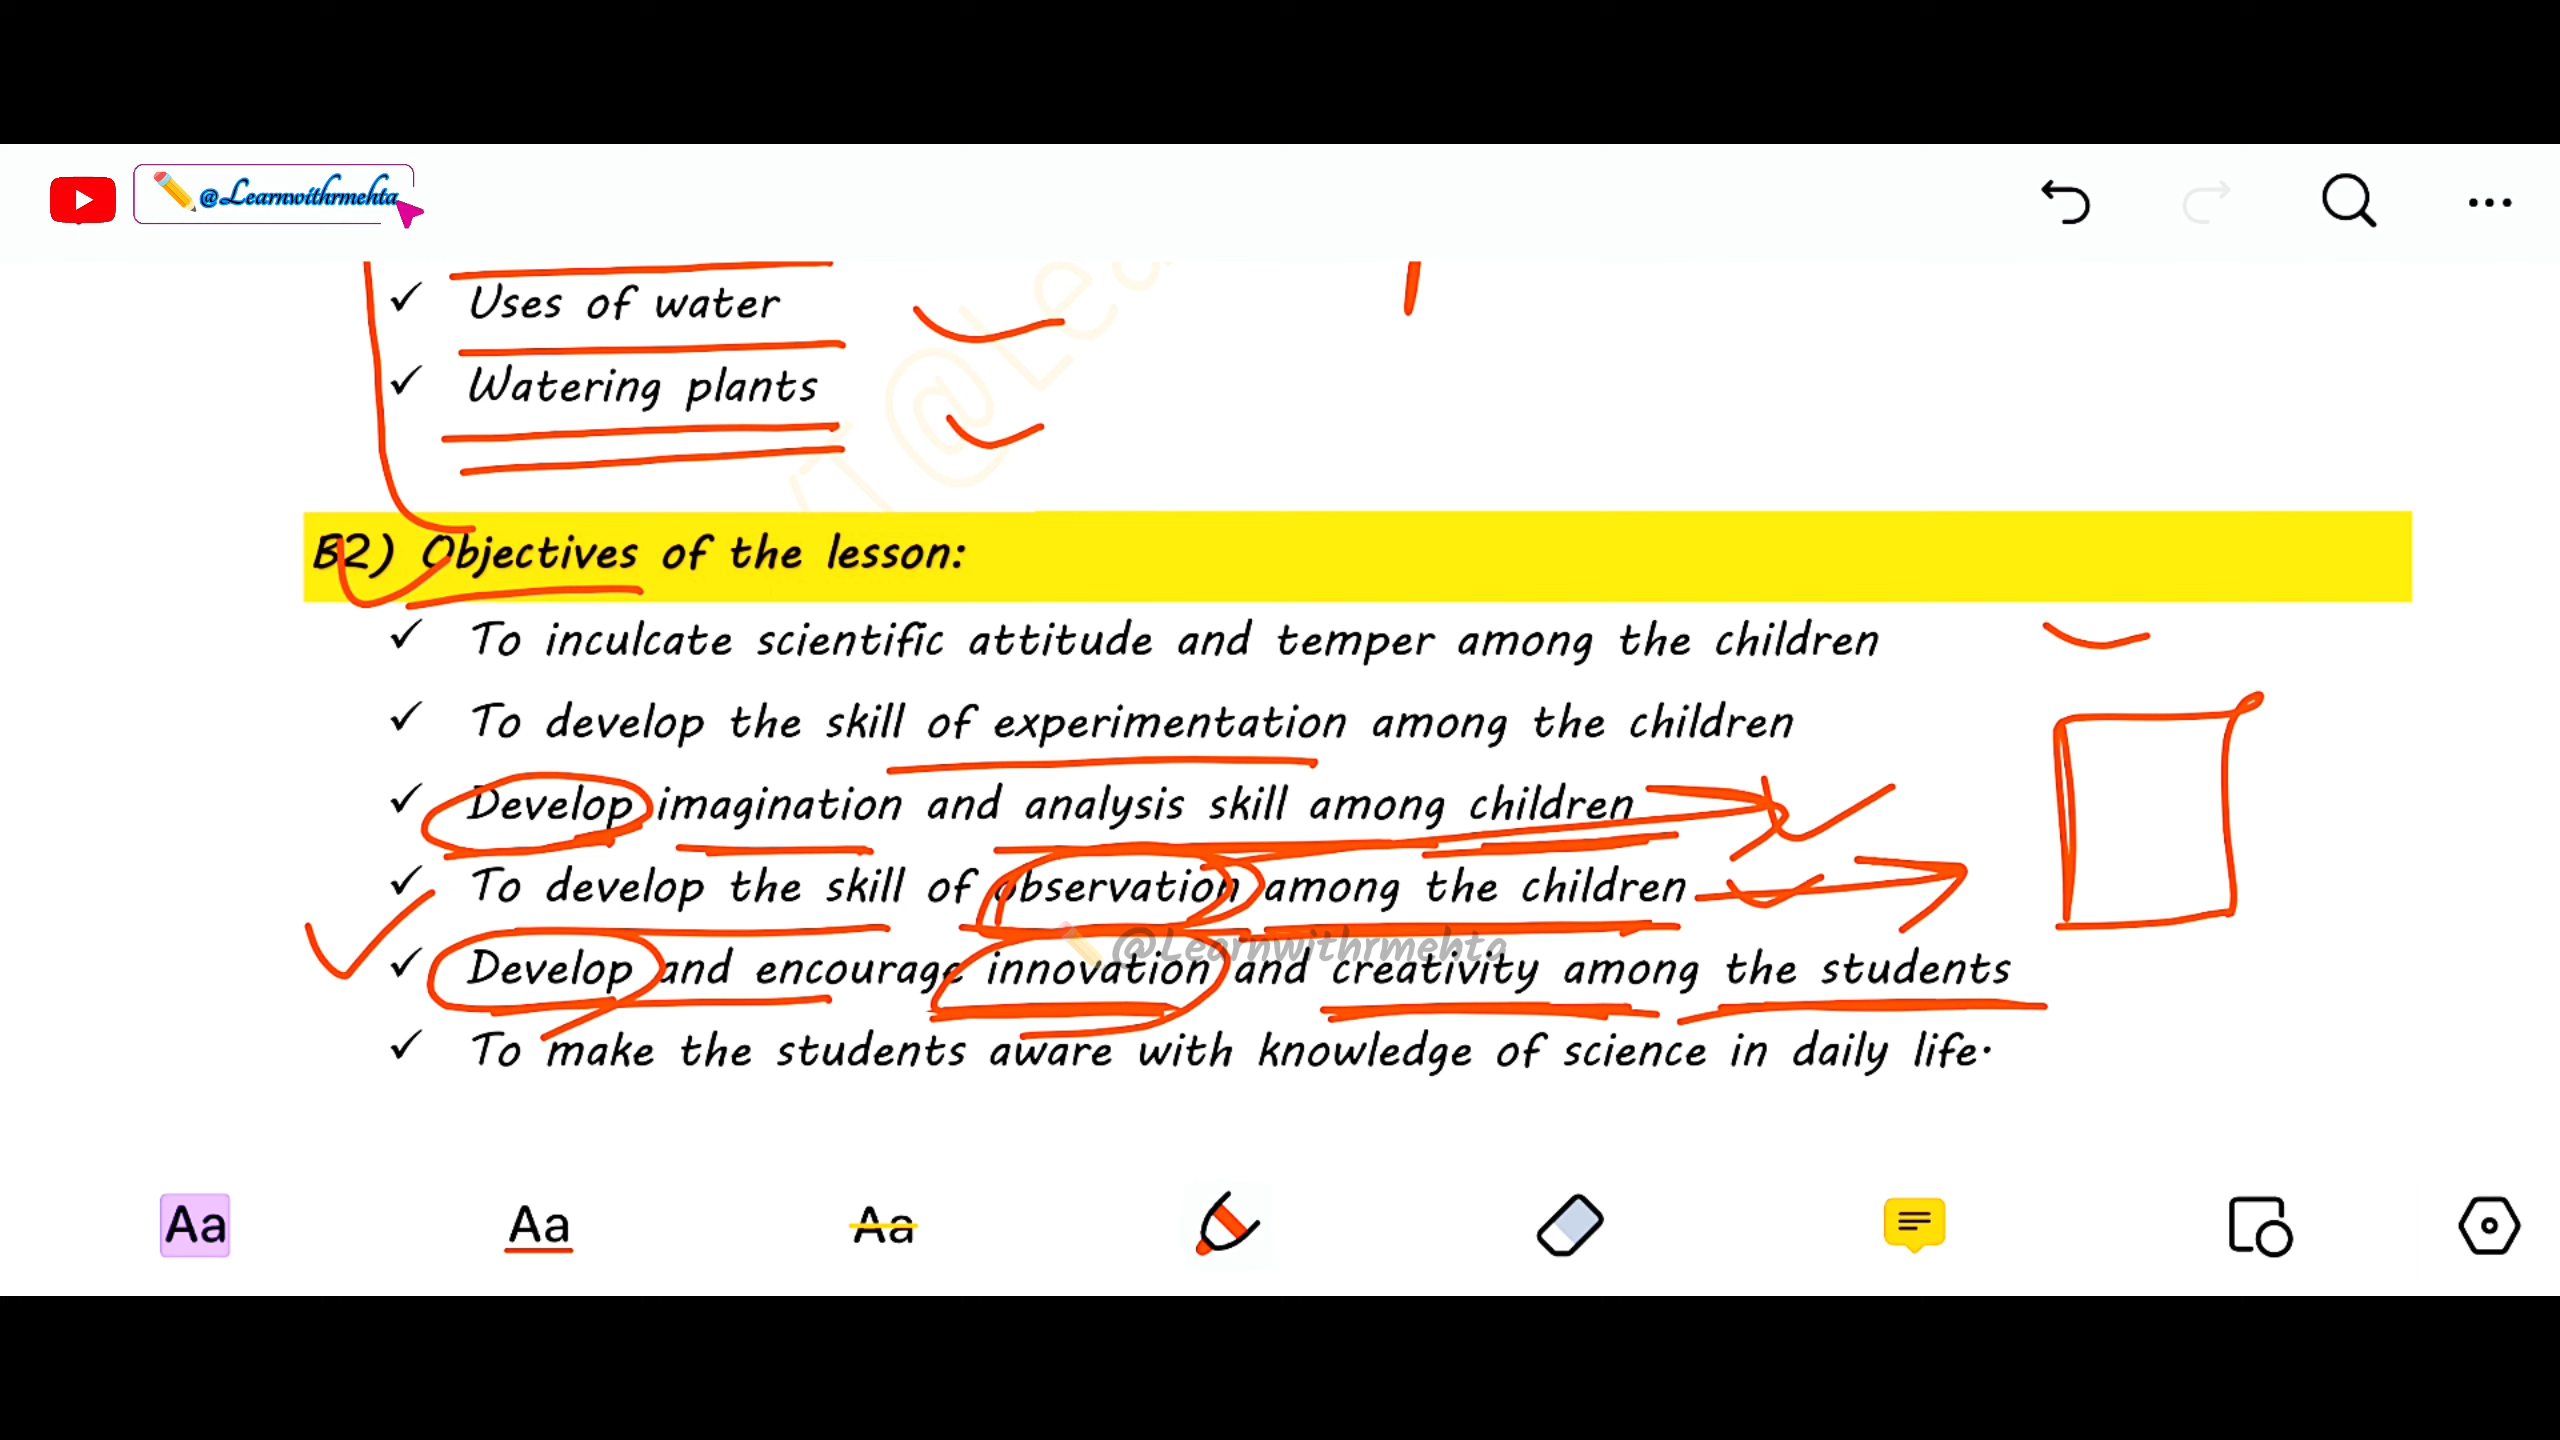 @Learnwithrmehta
Uses of water
Watering plants
B2) Objectives of the lesson:
To inculcate scientific attitude and temper among the children
To develop the skill of experimentation among the children
Develop imagination and analysis skill among children
To develop the skill of observation among the children
@Learnwithrmehta
Develop and encourage innovation and creativity among the students
To make the students aware with knowledge of science in daily life.
Aa Aa Aa